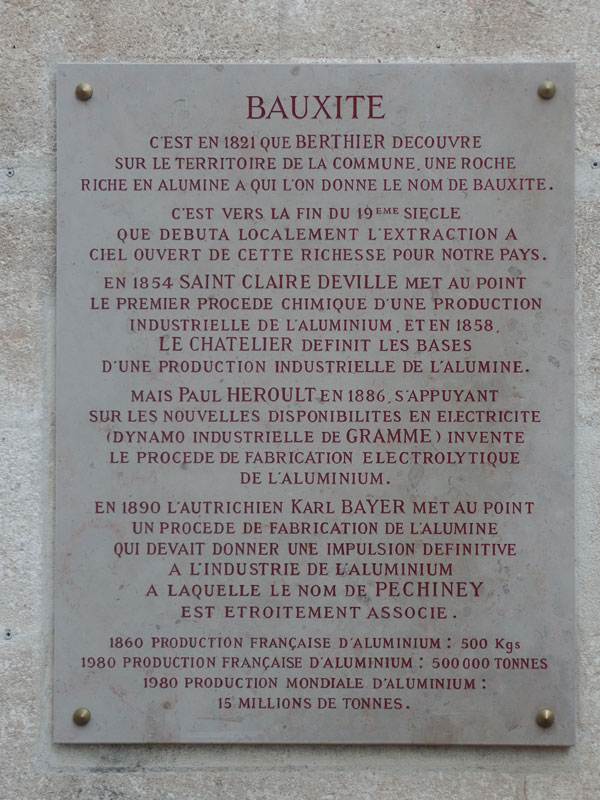 BAUXITE
C'EST EN 1821 QUE BERTHIER DECOUVRE
SUR LE TERRITOIRE DE LA COMMUNE, UNE ROCHE
RICHE EN ALUMINE A QUI L'ON DONNE LE NOM DE BAUXITE.
C'EST VERS LA FIN DU 19EME SIECLE
QUE DEBUTA LOCALEMENT L'EXTRACTION A
CIEL OUVERT DE CETTE RICHESSE POUR NOTRE PAYS.
EN 1854 SAINT CLAIRE DEVILLE MET AU POINT
LE PREMIER PROCEDE CHIMIQUE D'UNE PRODUCTION
INDUSTRIELLE DE L'ALUMINIUM, ET EN 1858,
LE CHATELIER DEFINIT LES BASES
D'UNE PRODUCTION INDUSTRIELLE DE L'ALUMINE.
MAIS PAUL HEROULT EN 1886, S'APPUYANT
SUR LES NOUVELLES DISPONIBILITES EN ELECTRICITE
(DYNAMO INDUSTRIELLE DE GRAMME) INVENTE
LE PROCEDE DE FABRICATION ELECTROLYTIQUE
DE L'ALUMINIUM.
EN 1890 L'AUTRICHIEN KARL BAYER MET AU POINT
UN PROCEDE DE FABRICATION DE L'ALUMINE
QUI DEVAIT DONNER UNE IMPULSION DEFINITIVE
A L'INDUSTRIE DE L'ALUMINIUM
A LAQUELLE LE NOM DE PECHINEY
EST ETROITEMENT ASSOCIE.
1860 PRODUCTION FRANÇAISE D'ALUMINIUM : 500 Kgs
1980 PRODUCTION FRANÇAISE D'ALUMINIUM : 500000 TONNES
1980 PRODUCTION MONDIALE D'ALUMINIUM :
15 MILLIONS DE TONNES.